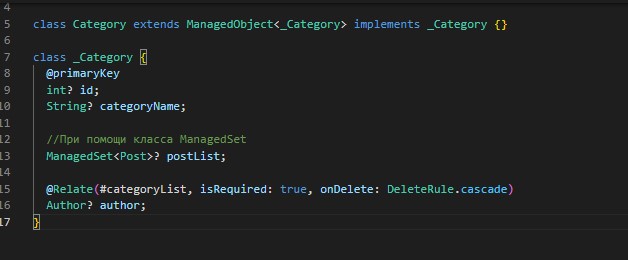 4
5 class Category extends ManagedObject<_Category> implements _Category {}
6
7 class _Category {
8 @primaryKey
9 int? id;
10 String? categoryName;
11
12 //При помощи класса ManagedSet
13 ManagedSet<Post>? postList;
14
15 @Relate(#categoryList, isRequired: true, onDelete: DeleteRule.cascade)
16 Author? author;
17 }